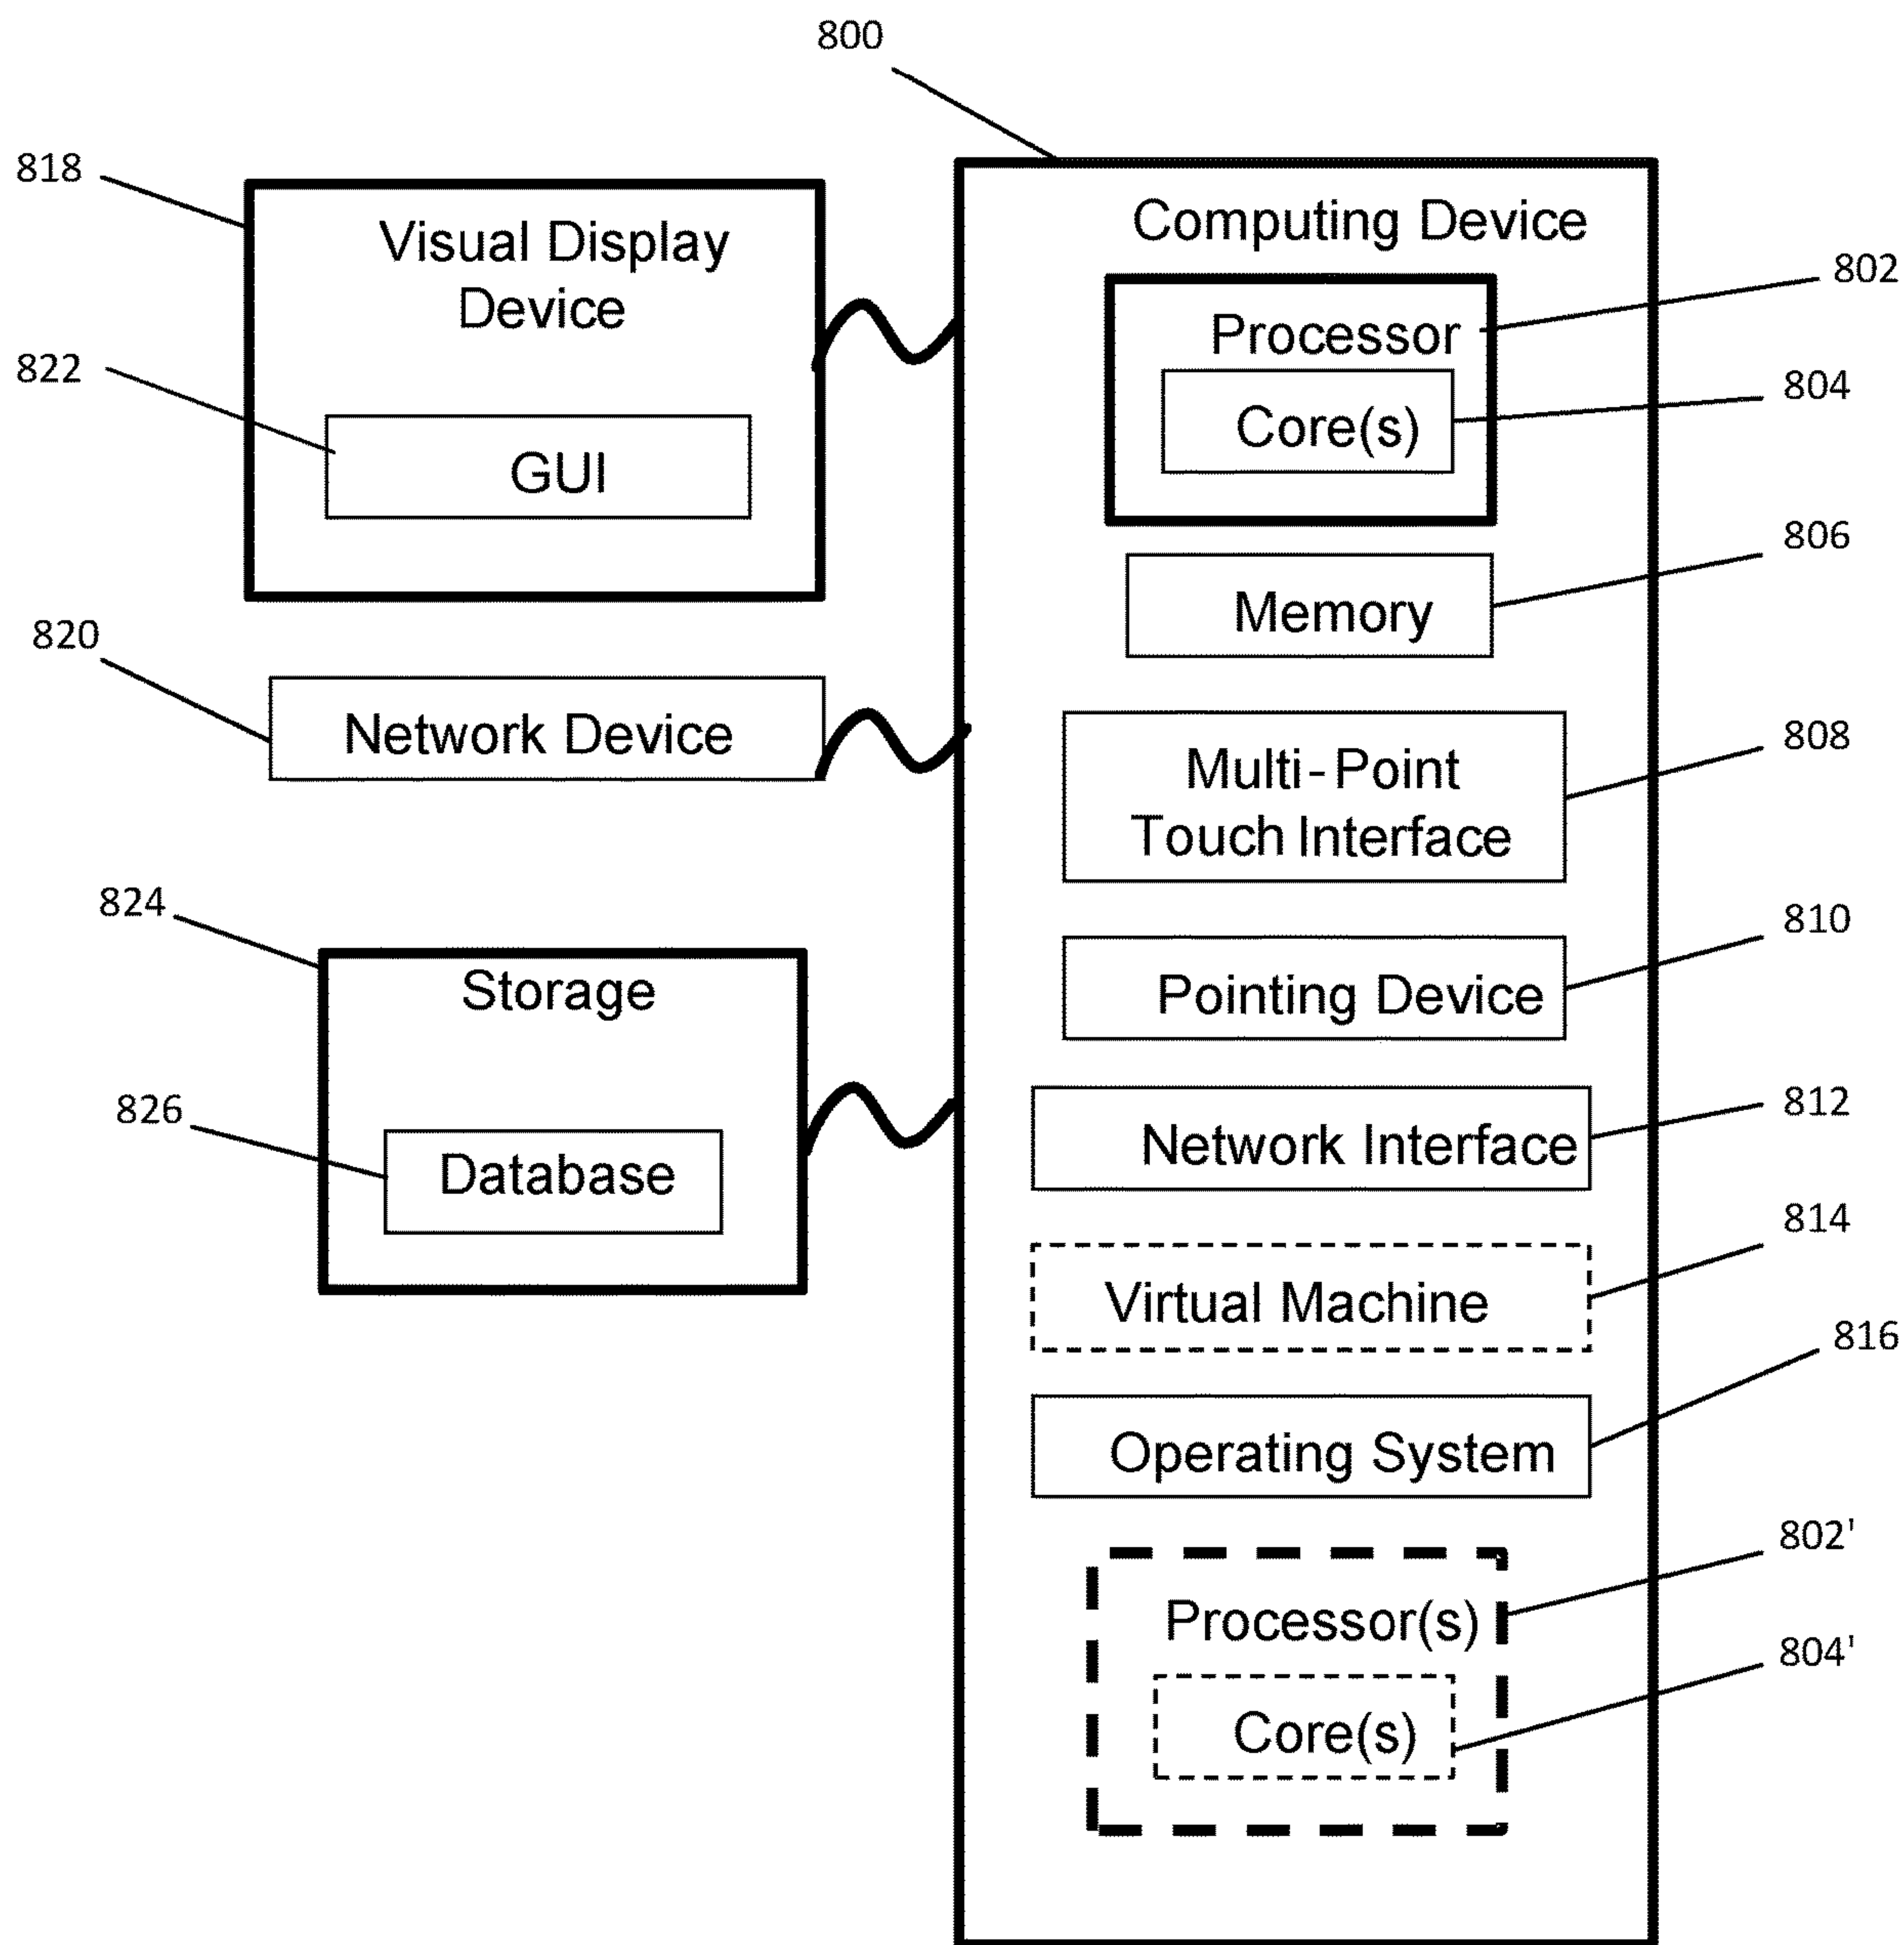 800
818
Visual Display
Device
822
GUI
820
Network Device
824
Storage
826
Database
Computing Device
802
Processor
804
Core(s)
806
Memory
808
Multi-Point
Touch Interface
810
Pointing Device
812
Network Interface
814
Virtual Machine
816
Operating System
802'
Processor(s)
804'
Core(s)